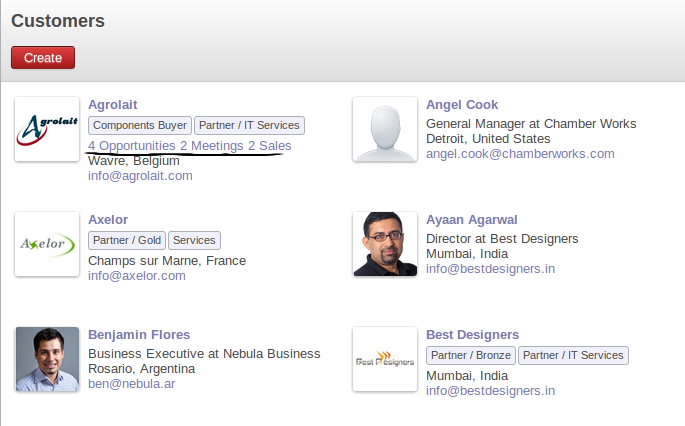 Customers
Create
Agrolait
Agrolait
Components Buyer Partner / IT Services
4 Opportunities 2 Meetings 2 Sales
Wavre, Belgium
info@agrolait.com
Angel Cook
General Manager at Chamber Works
Detroit, United States
angel.cook@chamberworks.com
Axelor
Axelor
Partner / Gold Services
Champs sur Marne, France
info@axelor.com
Ayaan Agarwal
Director at Best Designers
Mumbai, India
info@bestdesigners.in
Benjamin Flores
Business Executive at Nebula Business
Rosario, Argentina
ben@nebula.ar
Best Designers
Best Designers
Partner / Bronze Partner / IT Services
Mumbai, India
info@bestdesigners.in